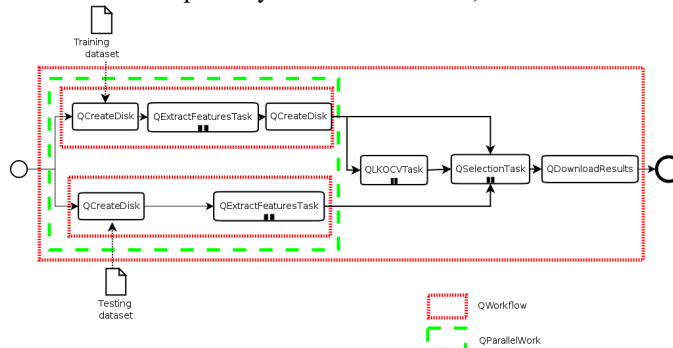 Training
dataset
QCreateDisk
QExtractFeaturesTask
QCreateDisk
QLKOCVTask
QSelectionTask
QDownloadResults
QCreateDisk
QExtractFeaturesTask
Testing
dataset
QWorkflow
QParallelWork